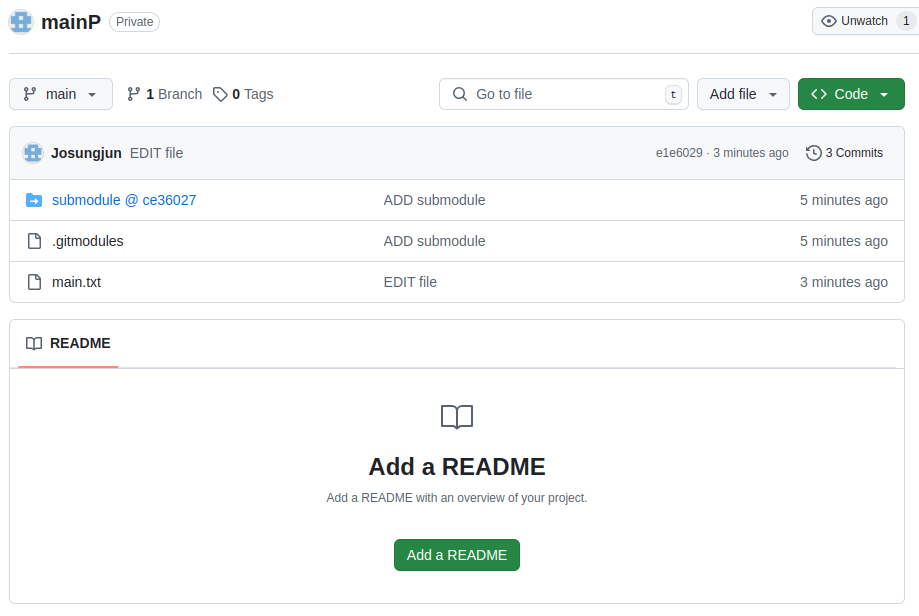 mainP Private Unwatch 1
main 1 Branch 0 Tags Go to file t Add file Code
Josungjun EDIT file e1e6029 · 3 minutes ago 3 Commits
submodule @ ce36027 ADD submodule 5 minutes ago
.gitmodules ADD submodule 5 minutes ago
main.txt EDIT file 3 minutes ago
README
Add a README
Add a README with an overview of your project.
Add a README